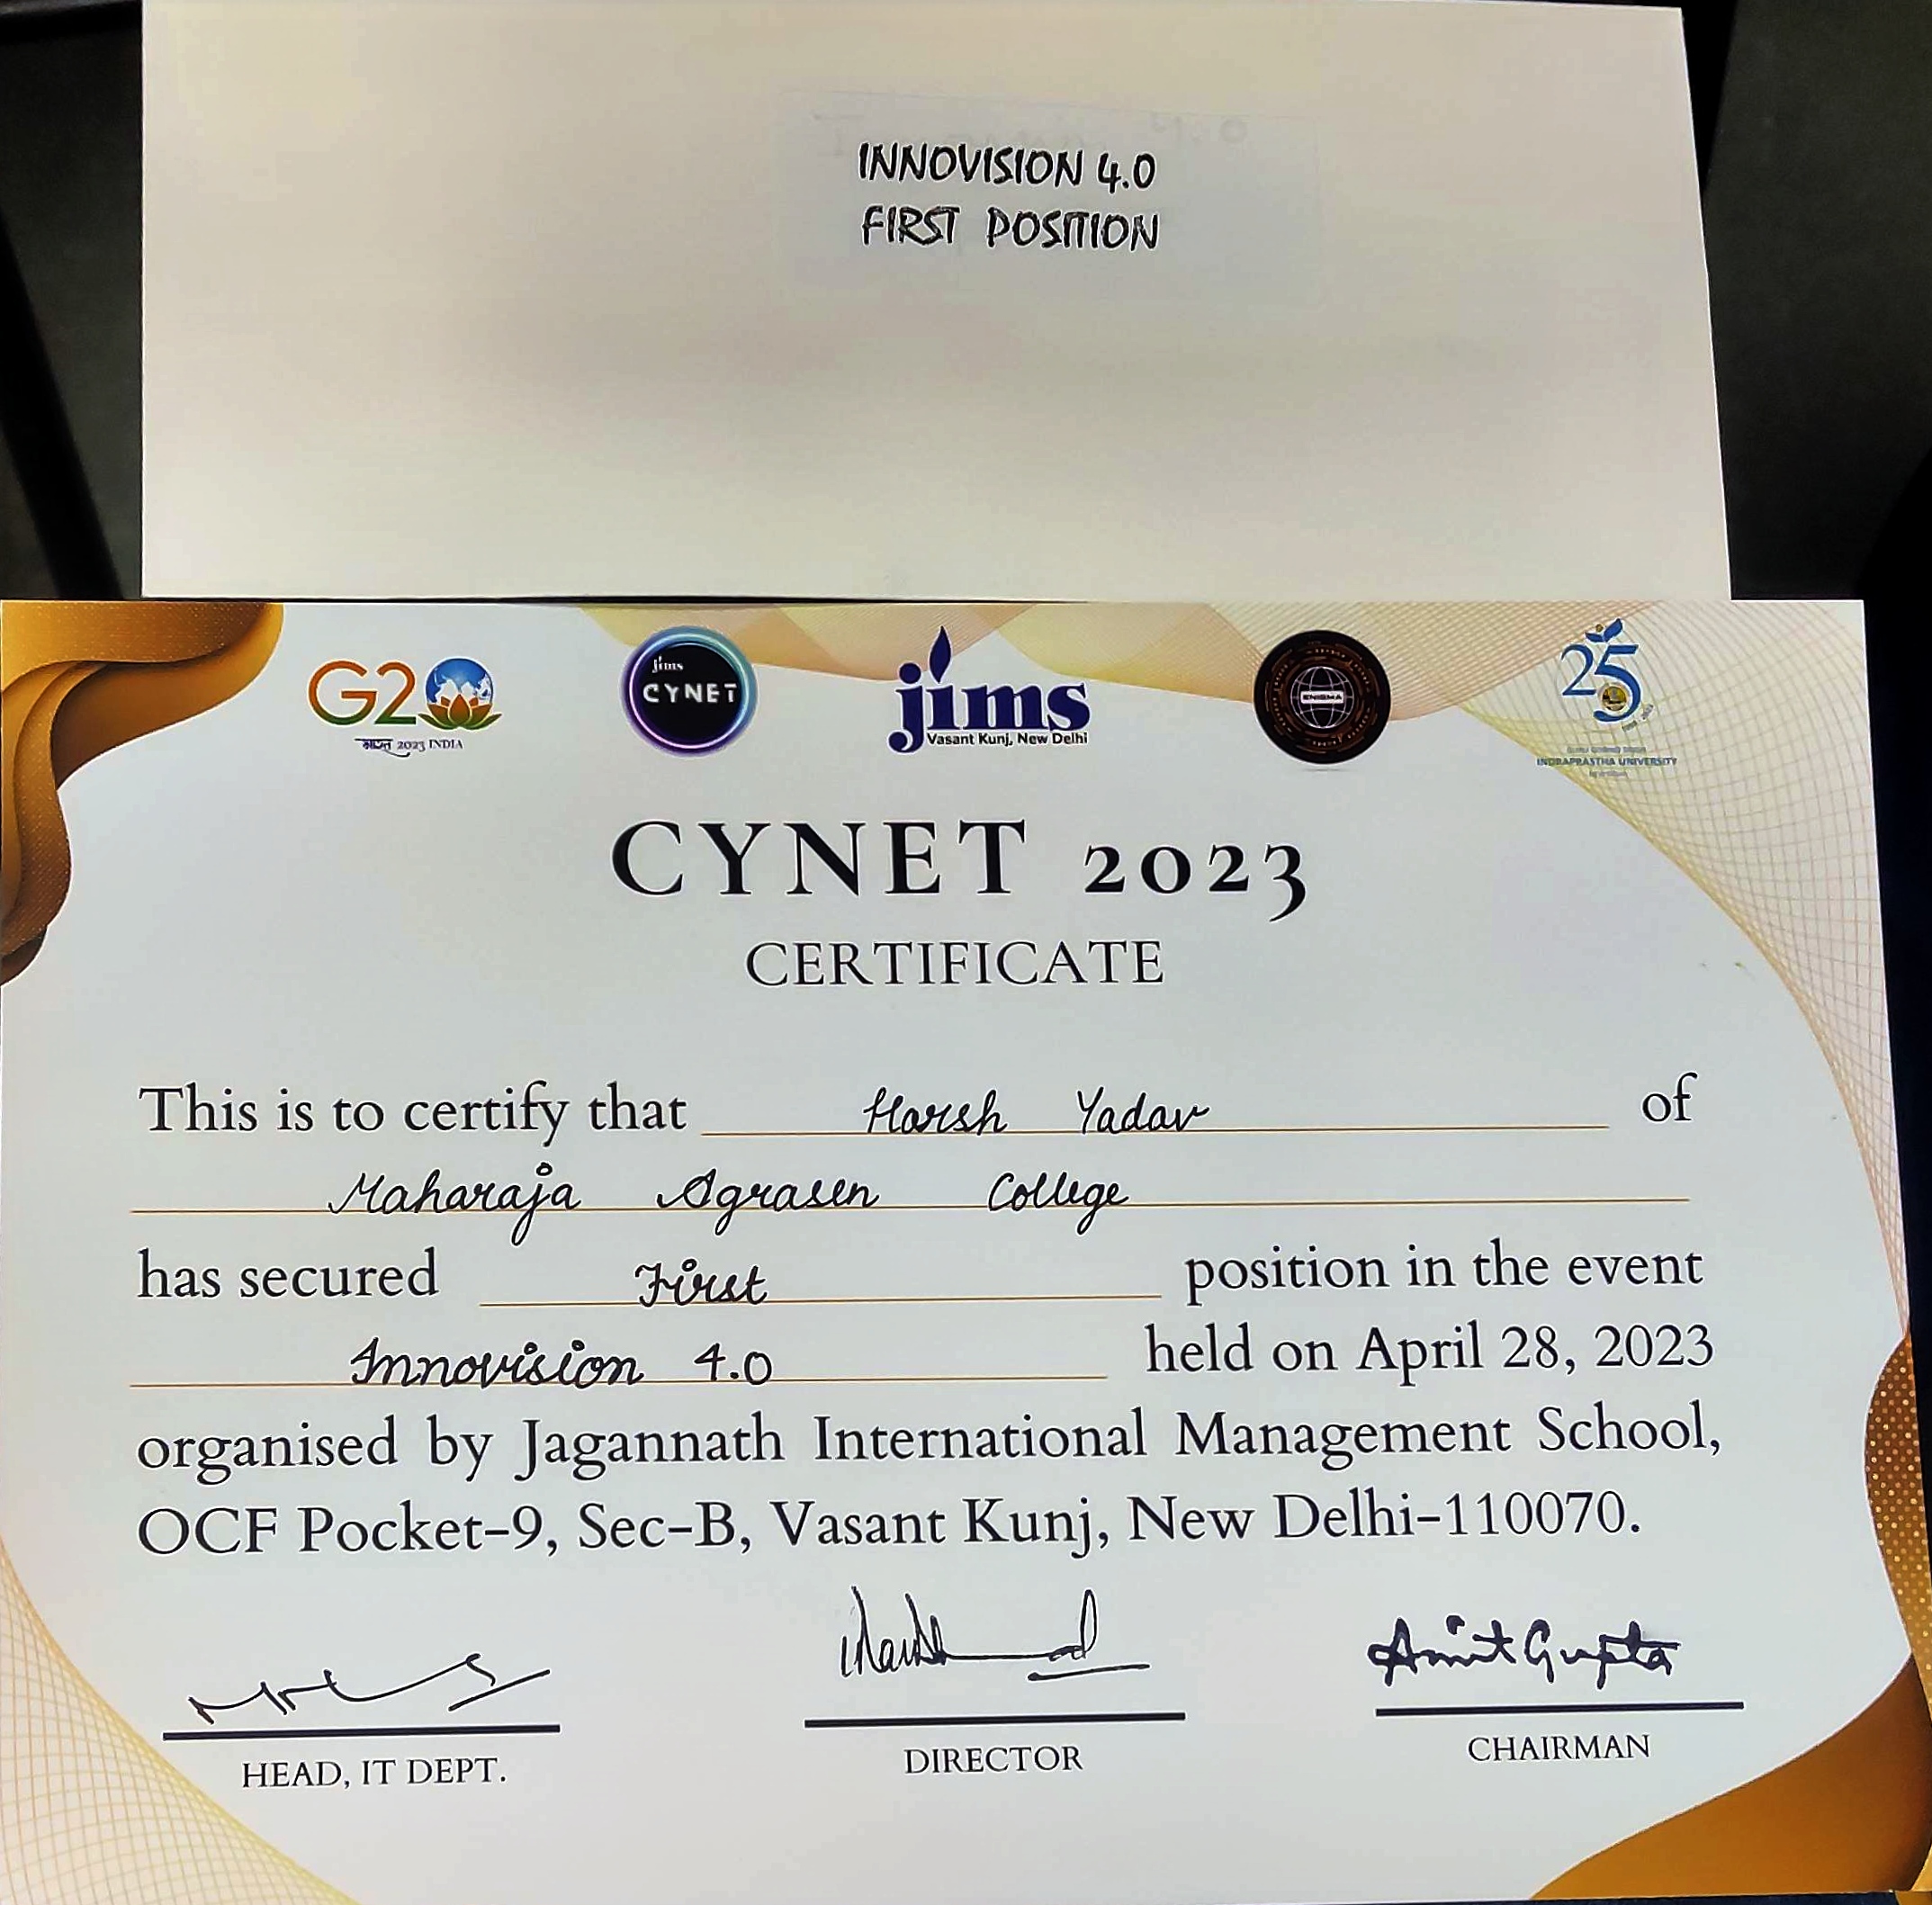 INNOVISION 4.0
FIRST POSITION
G20
भारत 2023 INDIA
jims
CYNET
jims
Vasant Kunj, New Delhi
ENIGMA
25
INDRAPRASTHA UNIVERSITY
CYNET 2023
CERTIFICATE
This is to certify that Harsh Yadav of
Maharaja Agrasen College
has secured First position in the event
Innovision 4.0 held on April 28, 2023
organised by Jagannath International Management School,
OCF Pocket-9, Sec-B, Vasant Kunj, New Delhi-110070.
Amit Gupta
HEAD, IT DEPT.
DIRECTOR
CHAIRMAN